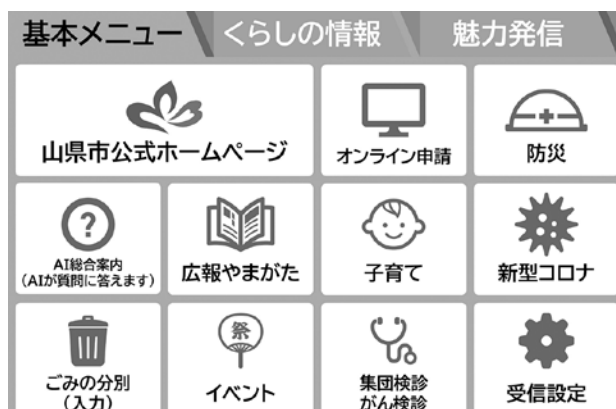 基本メニュー
くらしの情報
魅力発信
山県市公式ホームページ
オンライン申請
防災
AI総合案内
(AIが質問に答えます)
広報やまがた
子育て
新型コロナ
ごみの分別
(入力)
祭
イベント
集団検診
がん検診
受信設定